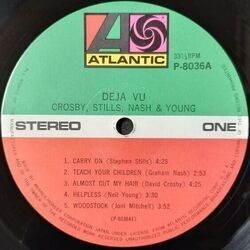 ATLANTIC
33⅓RPM
P-8036A
DEJA VU
CROSBY, STILLS, NASH & YOUNG
STEREO
ONE
1 CARRY ON (Stephen Stills) 4:25
2 TEACH YOUR CHILDREN (Graham Nash) 2:53
3 ALMOST CUT MY HAIR (David Crosby) 4:25
4 HELPLESS (Neil Young) 3:30
5 WOODSTOCK (Joni Mitchell) 3:52
(P-8036A)